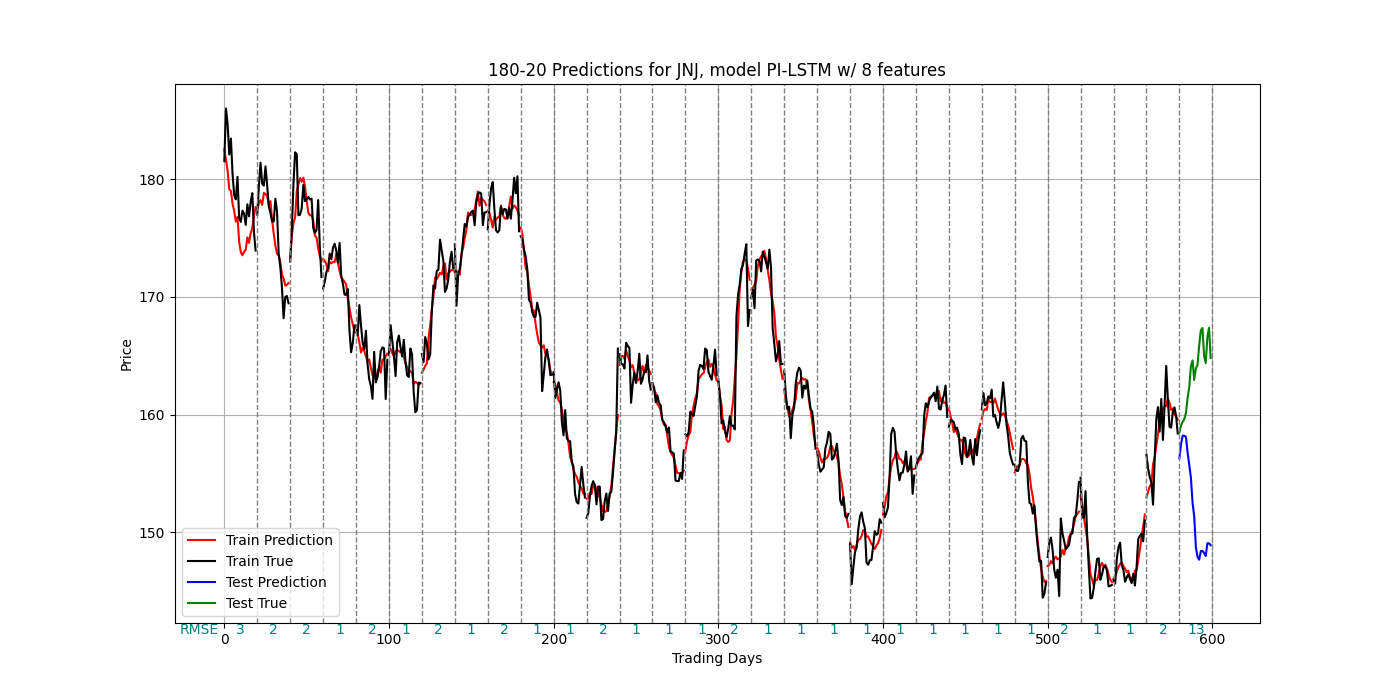 180-20 Predictions for JNJ, model PI-LSTM w/ 8 features
Price
180
170
160
150
Train Prediction
Train True
Test Prediction
Test True
RMSE 3 2 2 1 2 1 2 1 2 1 1 2 1 1 1 2 1 1 1 1 1 1 1 1 1 2 1 1 2 13
0 100 200 300 400 500 600
Trading Days